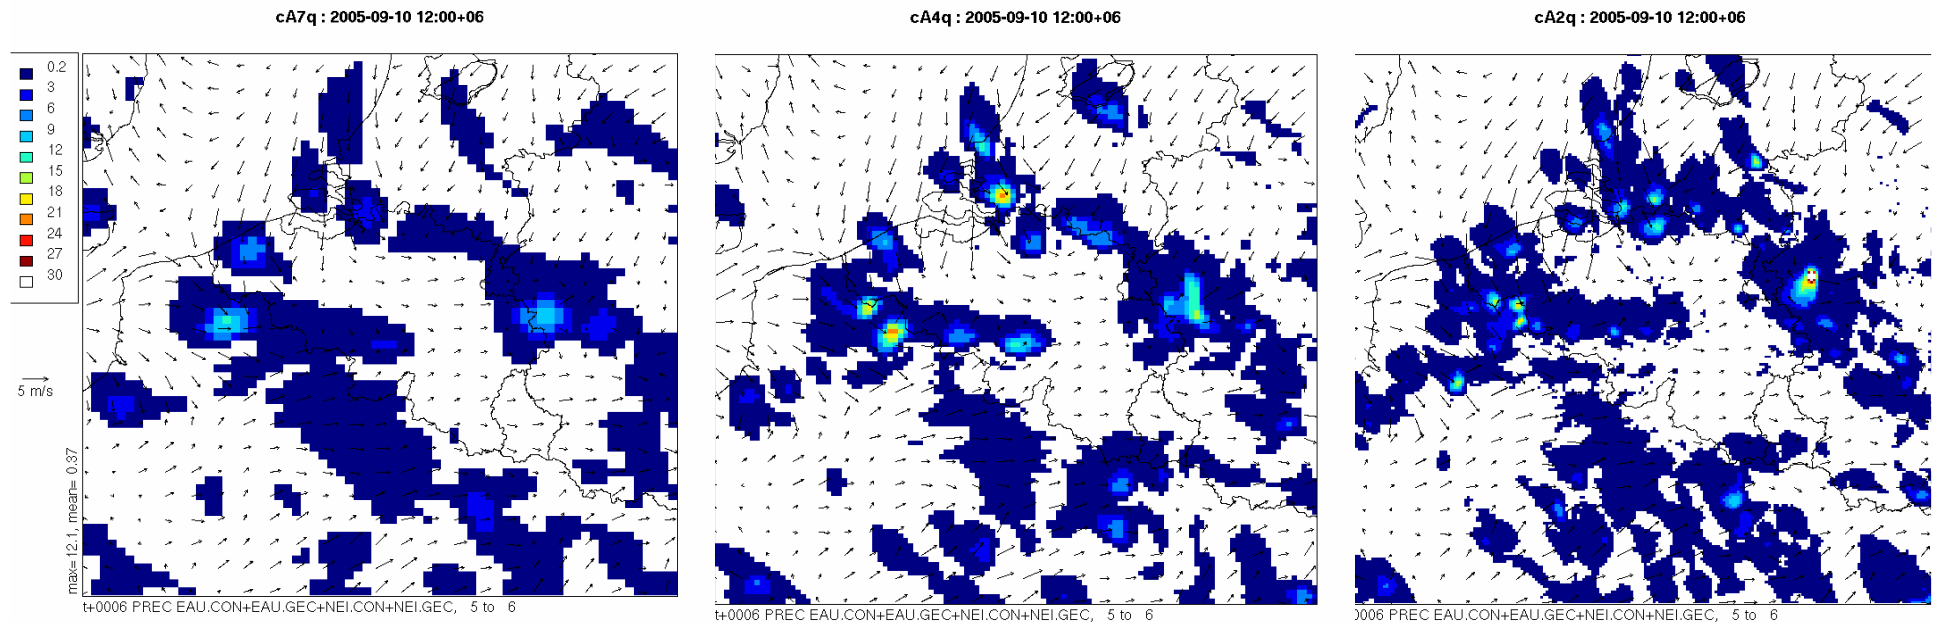 cA7q : 2005-09-10 12:00+06
cA4q : 2005-09-10 12:00+06
cA2q : 2005-09-10 12:00+06
0.2
3
6
9
12
15
18
21
24
27
30
5 m/s
max= 12.1, mean= 0.37
t+0006 PREC EAU.CON+EAU.GEC+NEI.CON+NEI.GEC, 5 to 6
t+0006 PREC EAU.CON+EAU.GEC+NEI.CON+NEI.GEC, 5 to 6
0006 PREC EAU.CON+EAU.GEC+NEI.CON+NEI.GEC, 5 to 6